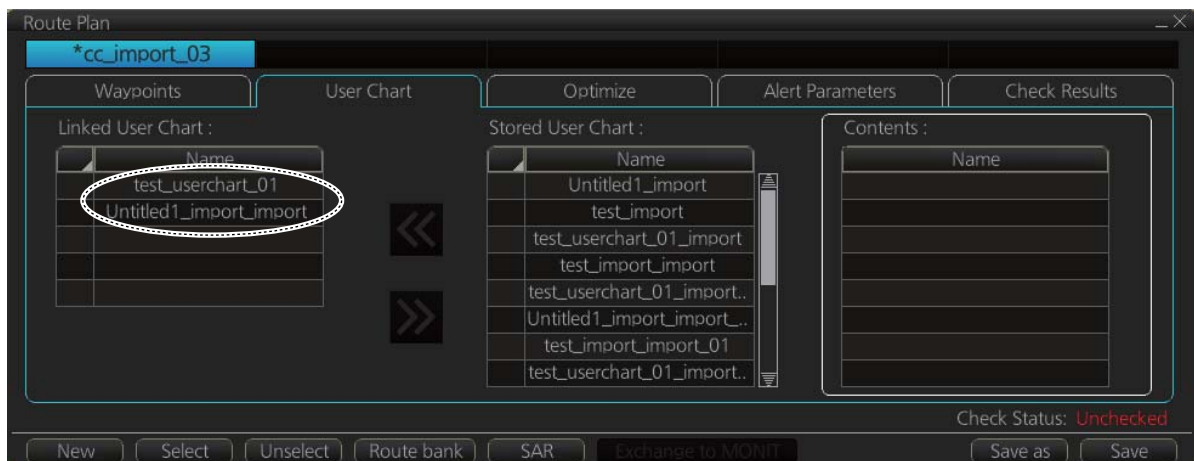 Route Plan
*cc_import_03
Waypoints User Chart Optimize Alert Parameters Check Results
Linked User Chart : Stored User Chart : Contents :
Name Name Name
test_userchart_01 Untitled1_import
Untitled1_import_import test_import
test_userchart_01_import
test_import_import
test_userchart_01_import..
Untitled1_import_import_..
test_import_import_01
test_userchart_01_import..
Check Status: Unchecked
New Select Unselect Route bank SAR Exchange to MONIT Save as Save